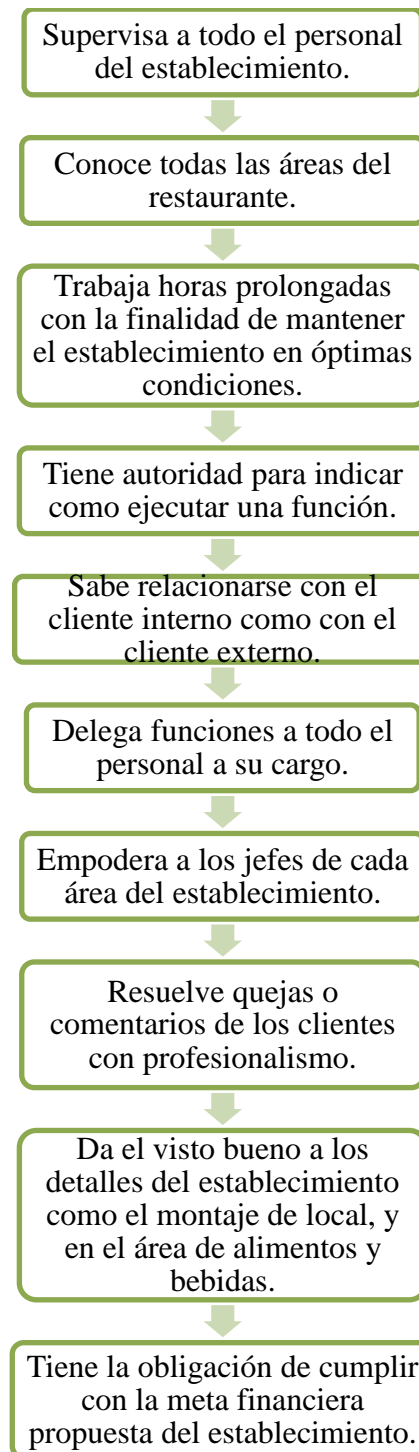 Supervisa a todo el personal
del establecimiento.
Conoce todas las áreas del
restaurante.
Trabaja horas prolongadas
con la finalidad de mantener
el establecimiento en óptimas
condiciones.
Tiene autoridad para indicar
como ejecutar una función.
Sabe relacionarse con el
cliente interno como con el
cliente externo.
Delega funciones a todo el
personal a su cargo.
Empodera a los jefes de cada
área del establecimiento.
Resuelve quejas o
comentarios de los clientes
con profesionalismo.
Da el visto bueno a los
detalles del establecimiento
como el montaje de local, y
en el área de alimentos y
bebidas.
Tiene la obligación de cumplir
con la meta financiera
propuesta del establecimiento.